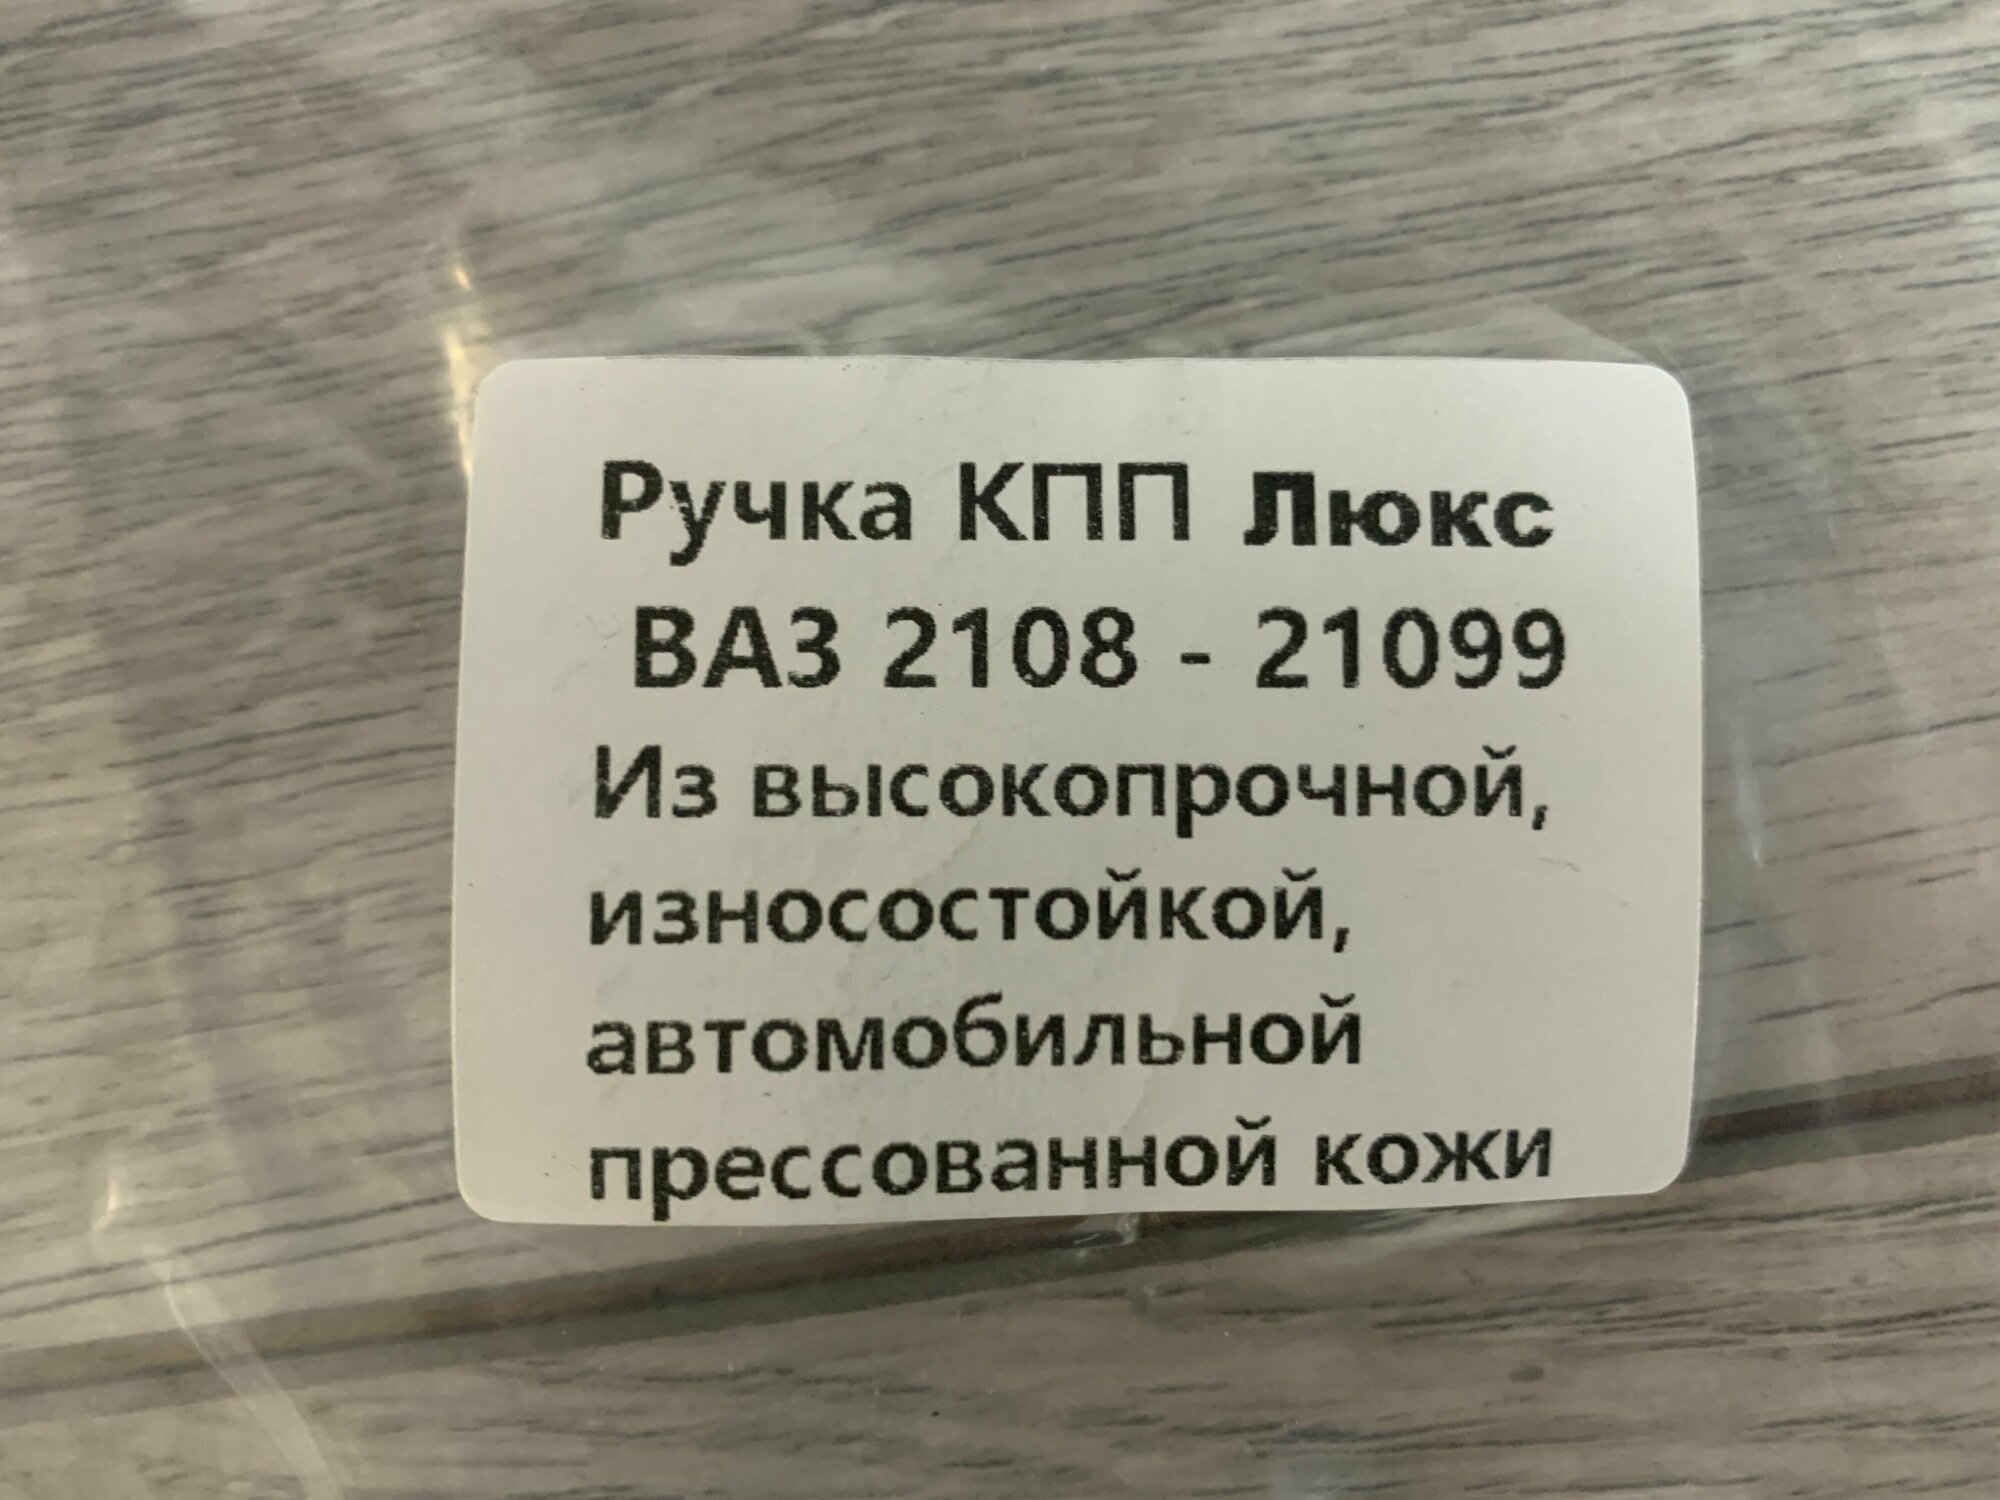 Ручка КПП Люкс
ВАЗ 2108 - 21099
Из высокопрочной,
износостойкой,
автомобильной
прессованной кожи